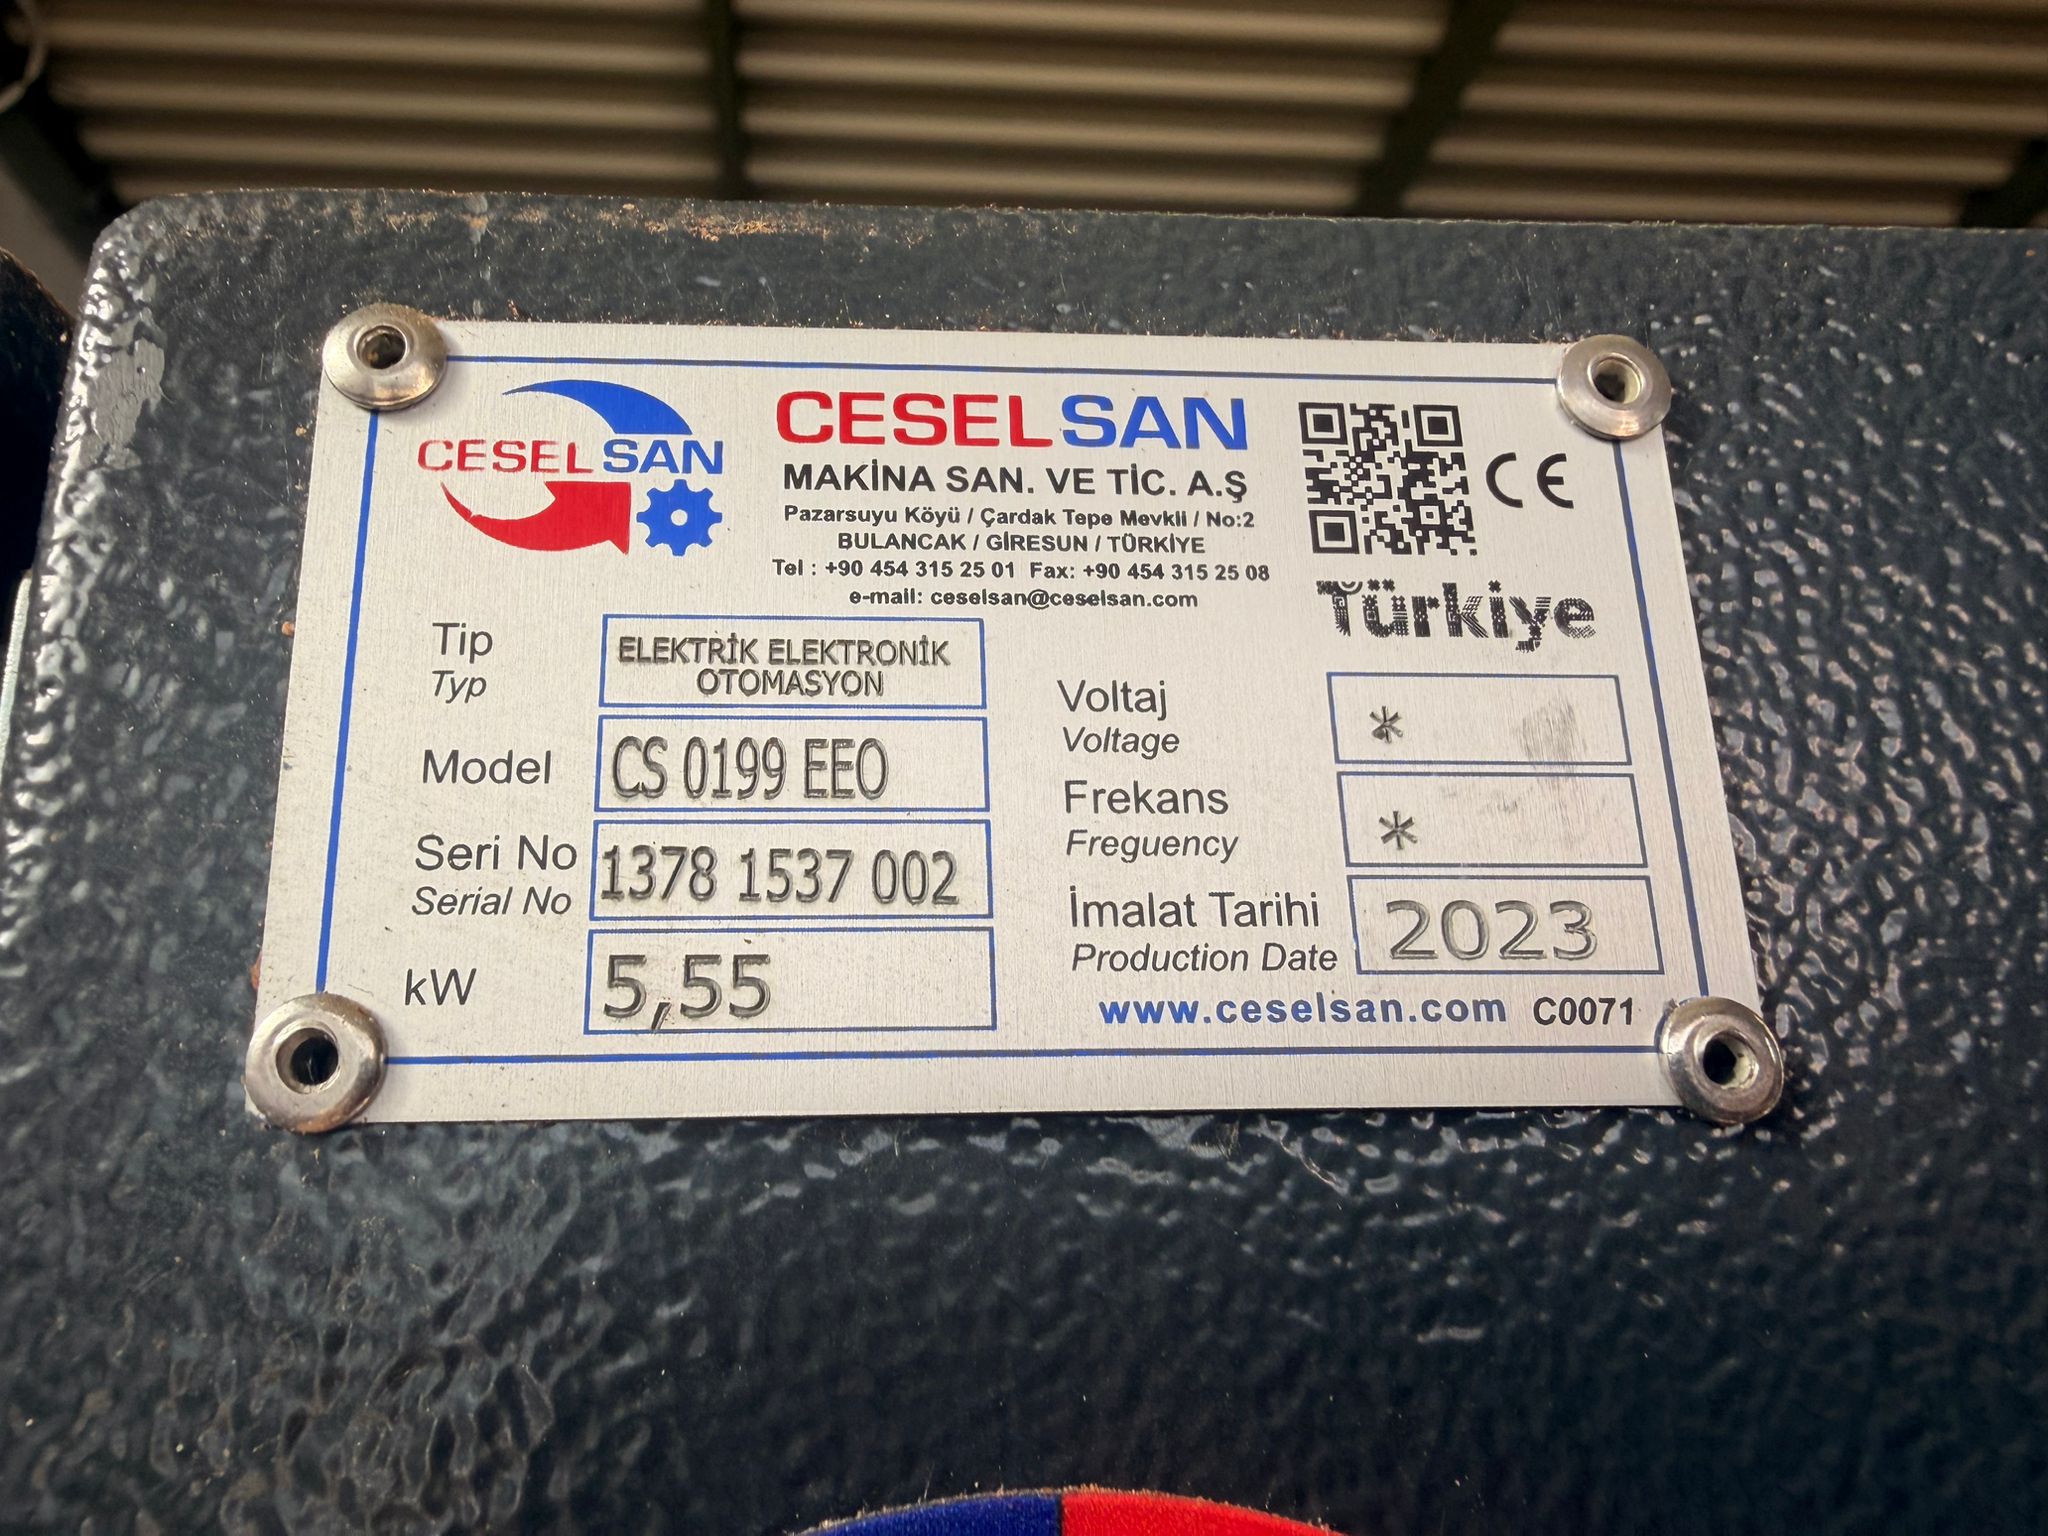 CESELSAN
CESELSAN
MAKİNA SAN. VE TİC. A.Ş
Pazarsuyu Köyü / Çardak Tepe Mevkii / No:2
BULANCAK / GİRESUN / TÜRKİYE
Tel : +90 454 315 25 01 Fax: +90 454 315 25 08
e-mail: ceselsan@ceselsan.com
CE
Türkiye
Tip
Typ
ELEKTRİK ELEKTRONİK
OTOMASYON
Model
CS 0199 EEO
Seri No
Serial No
1378 1537 002
kW
5,55
Voltaj
Voltage
*
Frekans
Freguency
*
İmalat Tarihi
Production Date
2023
www.ceselsan.com C0071